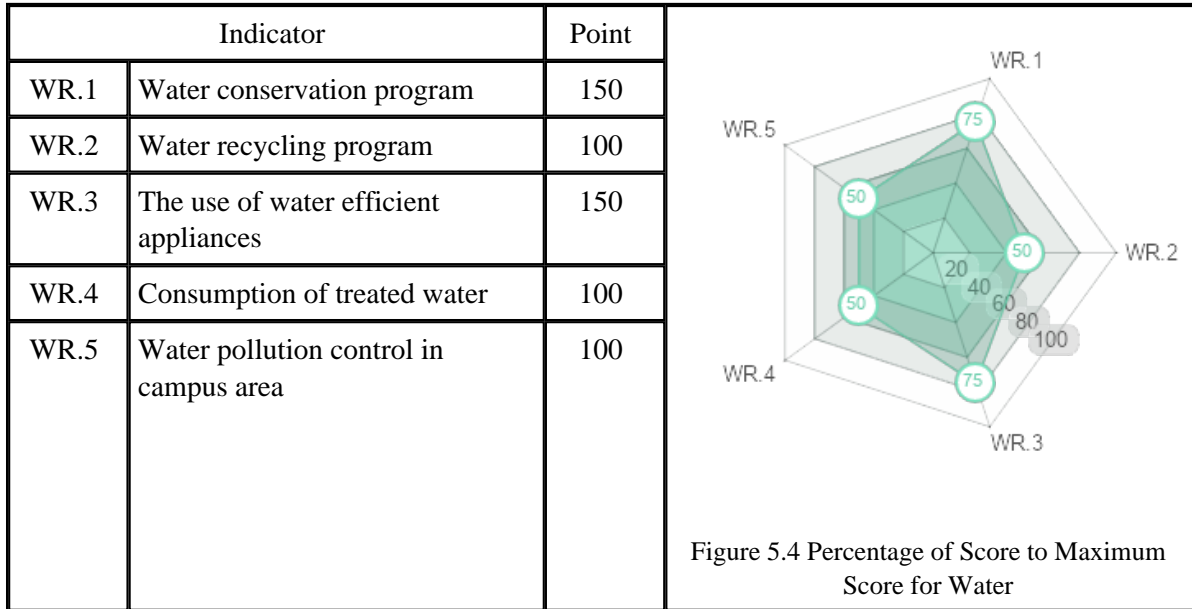 Indicator Point
WR.1 Water conservation program 150
WR.2 Water recycling program 100
WR.3 The use of water efficient
appliances 150
WR.4 Consumption of treated water 100
WR.5 Water pollution control in
campus area 100
WR.1
WR.5
75
50
50
WR.2
20
40
60
80
100
50
WR.4
75
WR.3
Figure 5.4 Percentage of Score to Maximum
Score for Water